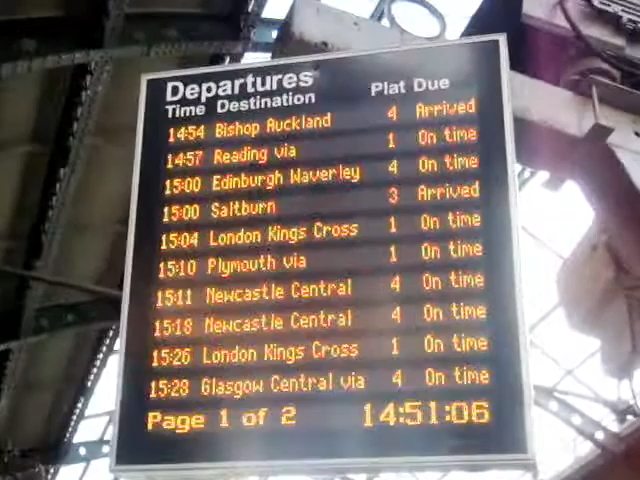 Departures
Time Destination Plat Due
14:54 Bishop Auckland 4 Arrived
14:57 Reading via 1 On time
15:00 Edinburgh Waverley 4 On time
15:00 Saltburn 3 Arrived
15:04 London Kings Cross 1 On time
15:10 Plymouth via 1 On time
15:11 Newcastle Central 4 On time
15:18 Newcastle Central 4 On time
15:26 London Kings Cross 1 On time
15:28 Glasgow Central via 4 On time
Page 1 of 2 14:51:06